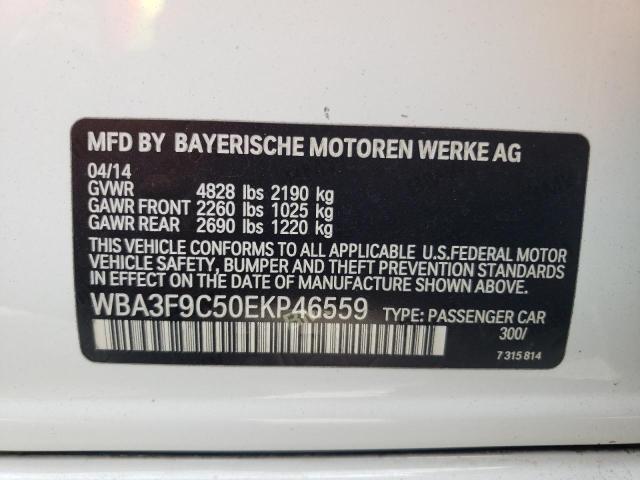 MFD BY BAYERISCHE MOTOREN WERKE AG
04/14
GVWR 4828 lbs 2190 kg
GAWR FRONT 2260 lbs 1025 kg
GAWR REAR 2690 lbs 1220 kg
THIS VEHICLE CONFORMS TO ALL APPLICABLE U.S.FEDERAL MOTOR
VEHICLE SAFETY, BUMPER AND THEFT PREVENTION STANDARDS
IN EFFECT ON THE DATE OF MANUFACTURE SHOWN ABOVE.
WBA3F9C50EKP46559 TYPE: PASSENGER CAR
300/
7 315 814